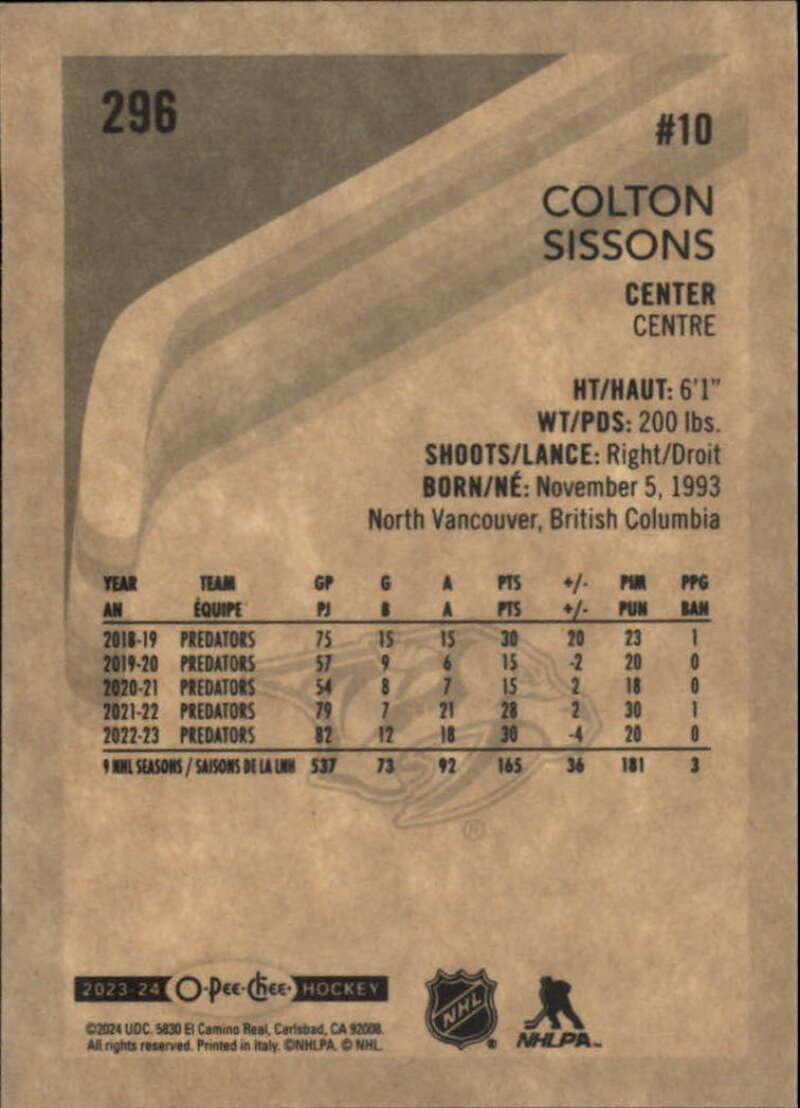 296
#10
COLTON
SISSONS
CENTER
CENTRE
HT/HAUT: 6'1"
WT/PDS: 200 lbs.
SHOOTS/LANCE: Right/Droit
BORN/NÉ: November 5, 1993
North Vancouver, British Columbia
YEAR TEAM GP G A PTS +/- PIM PPG
AN ÉQUIPE PJ B A PTS +/- PUN BAN
2018-19 PREDATORS 75 15 15 30 20 23 1
2019-20 PREDATORS 57 9 6 15 -2 20 0
2020-21 PREDATORS 54 8 7 15 2 18 0
2021-22 PREDATORS 79 7 21 28 2 30 1
2022-23 PREDATORS 82 12 18 30 -4 20 0
9 NHL SEASONS / SAISONS DE LA LNH 537 73 92 165 36 181 3
®
2023-24 O-Pee-Chee HOCKEY
©2024 UDC. 5830 El Camino Real, Carlsbad, CA 92008.
All rights reserved. Printed in Italy. ©NHLPA. © NHL.
NHL ®
NHLPA™